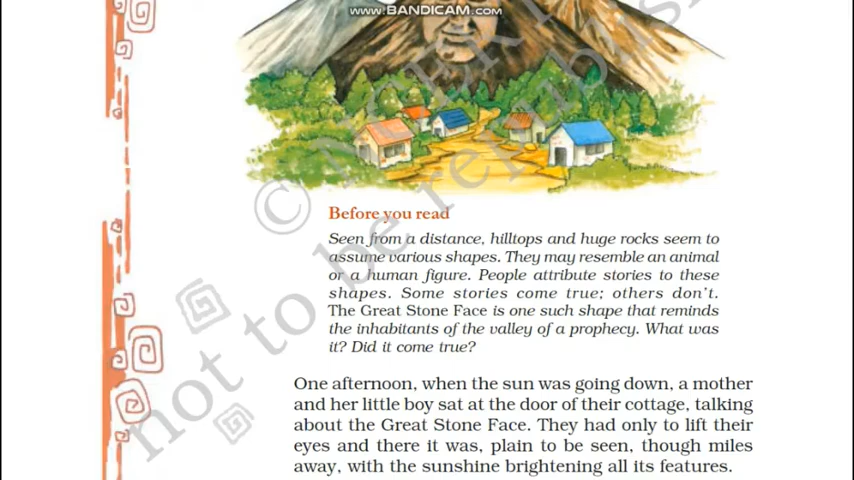 www.BANDICAM.com
Before you read
Seen from a distance, hilltops and huge rocks seem to
assume various shapes. They may resemble an animal
or a human figure. People attribute stories to these
shapes. Some stories come true; others don't.
The Great Stone Face is one such shape that reminds
the inhabitants of the valley of a prophecy. What was
it? Did it come true?
One afternoon, when the sun was going down, a mother
and her little boy sat at the door of their cottage, talking
about the Great Stone Face. They had only to lift their
eyes and there it was, plain to be seen, though miles
away, with the sunshine brightening all its features.
© NCERT
not to be republish